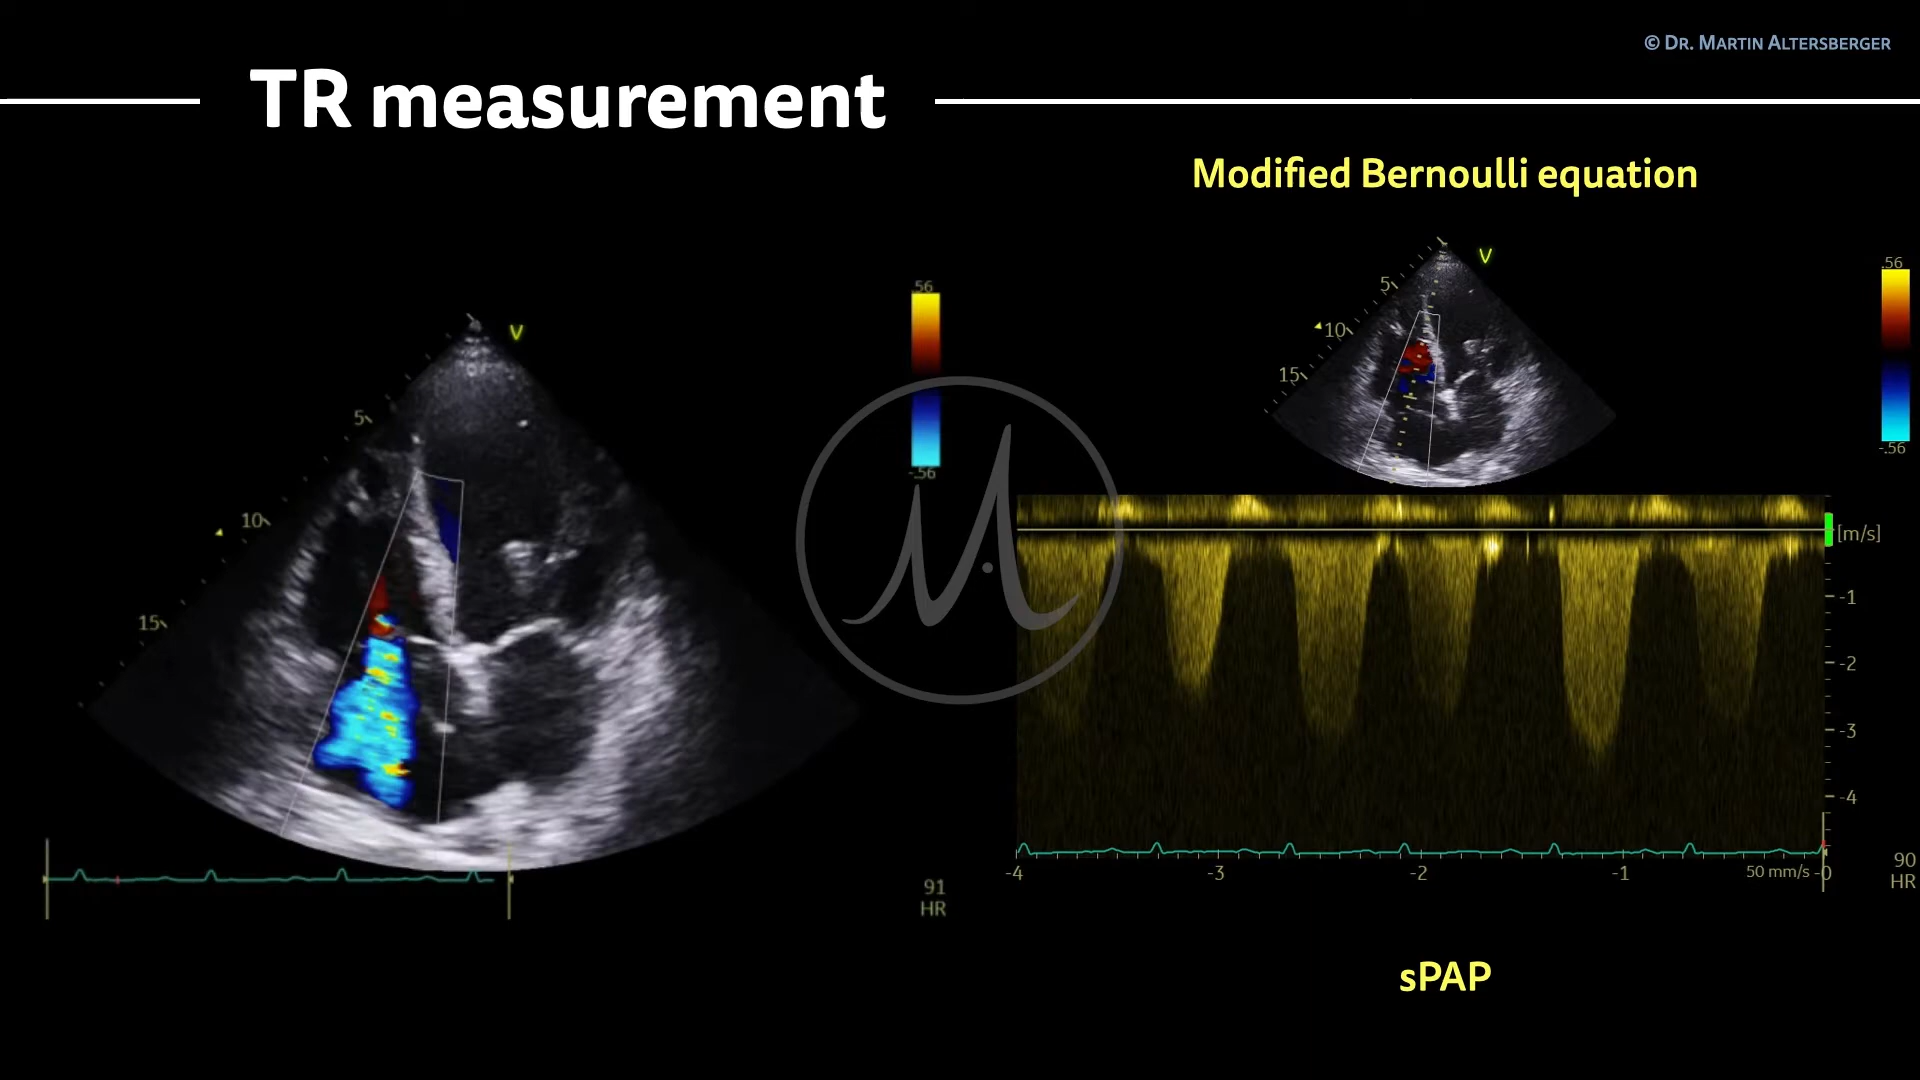 © Dr. Martin Altersberger
TR measurement
Modified Bernoulli equation
V
5
10
15
.56
-.56
91
HR
V
5
10
15
.56
-.56
[m/s]
-1
-2
-3
-4
-4
-3
-2
-1
50 mm/s
-0
90
HR
sPAP